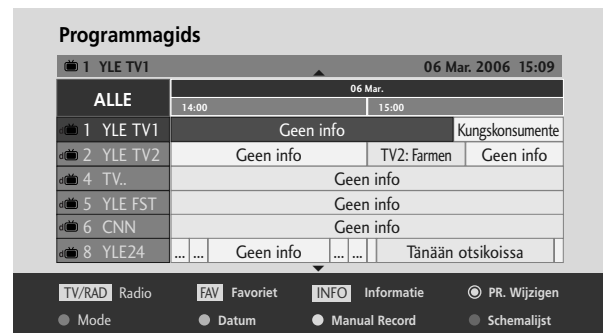 Programmagids
1 YLE TV1 06 Mar. 2006 15:09
ALLE 06 Mar.
14:00 15:00
1 YLE TV1 Geen info Kungskonsumente
2 YLE TV2 Geen info TV2: Farmen Geen info
4 TV.. Geen info
5 YLE FST Geen info
6 CNN Geen info
8 YLE24 ... ... Geen info ... ... Tänään otsikoissa
TV/RAD Radio FAV Favoriet INFO Informatie PR. Wijzigen
Mode Datum Manual Record Schemalijst